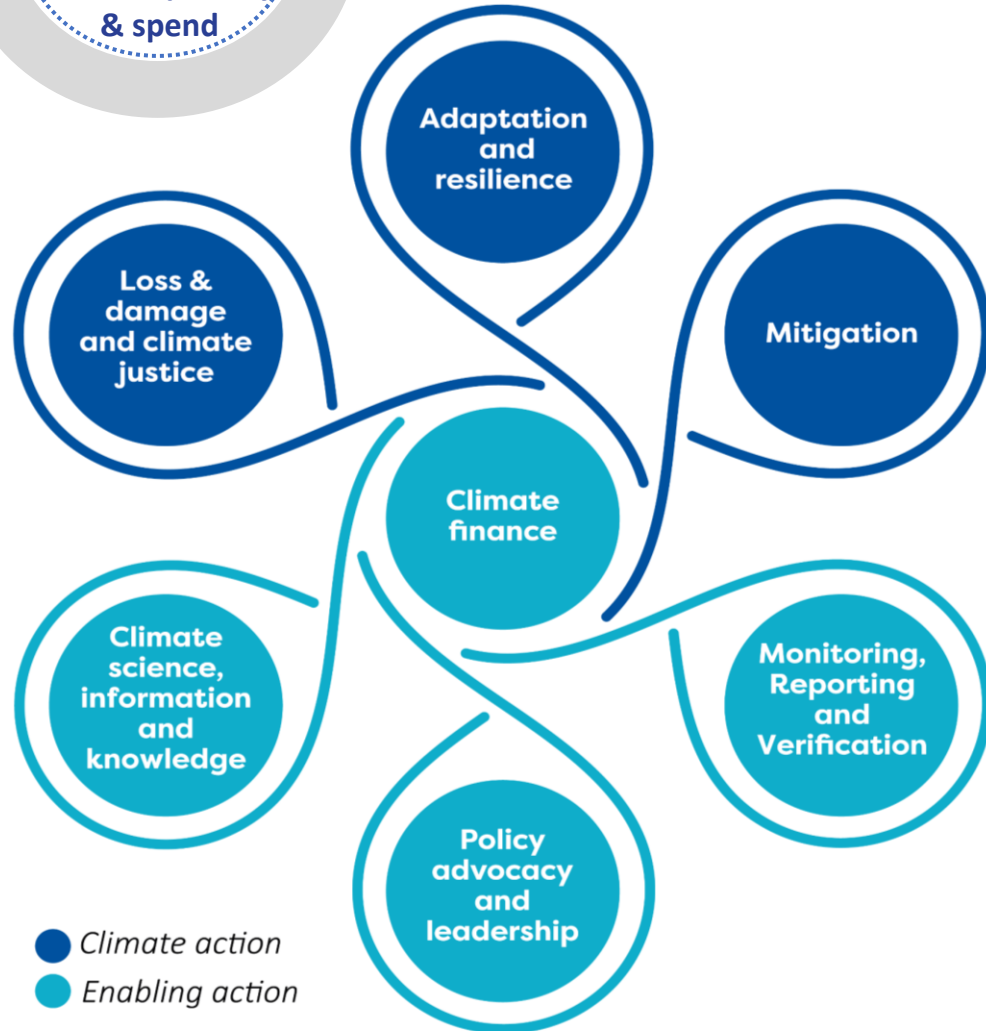 & spend
Adaptation
and
resilience
Loss &
damage
and climate
justice
Mitigation
Climate
finance
Climate
science,
information
and
knowledge
Monitoring,
Reporting
and
Verification
Policy
advocacy
and
leadership
Climate action
Enabling action